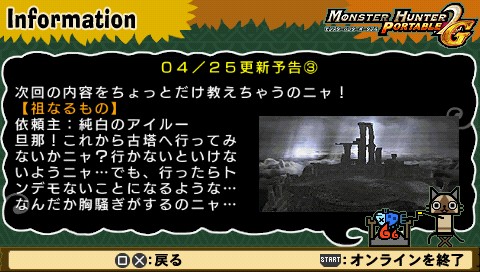 Information
MONSTER HUNTER
PORTABLE 2nd G
０４／２５更新予告③
次回の内容をちょっとだけ教えちゃうのニャ！
【祖なるもの】
依頼主：純白のアイルー
旦那！これから古塔へ行ってみ
ないかニャ？行かないといけな
いようニャ…でも、行ったらト
ンデモないことになるような…
なんだか胸騒ぎがするのニャ…
□×：戻る
START：オンラインを終了